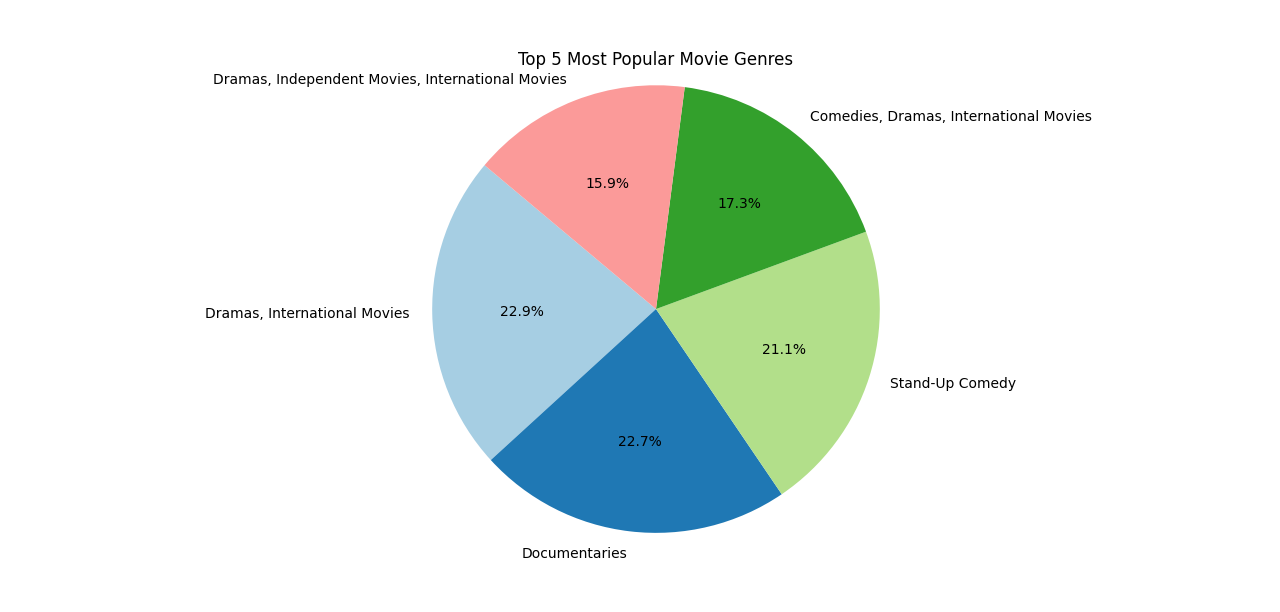 Top 5 Most Popular Movie Genres
Dramas, Independent Movies, International Movies
Comedies, Dramas, International Movies
15.9%
17.3%
Dramas, International Movies
22.9%
21.1%
Stand-Up Comedy
22.7%
Documentaries